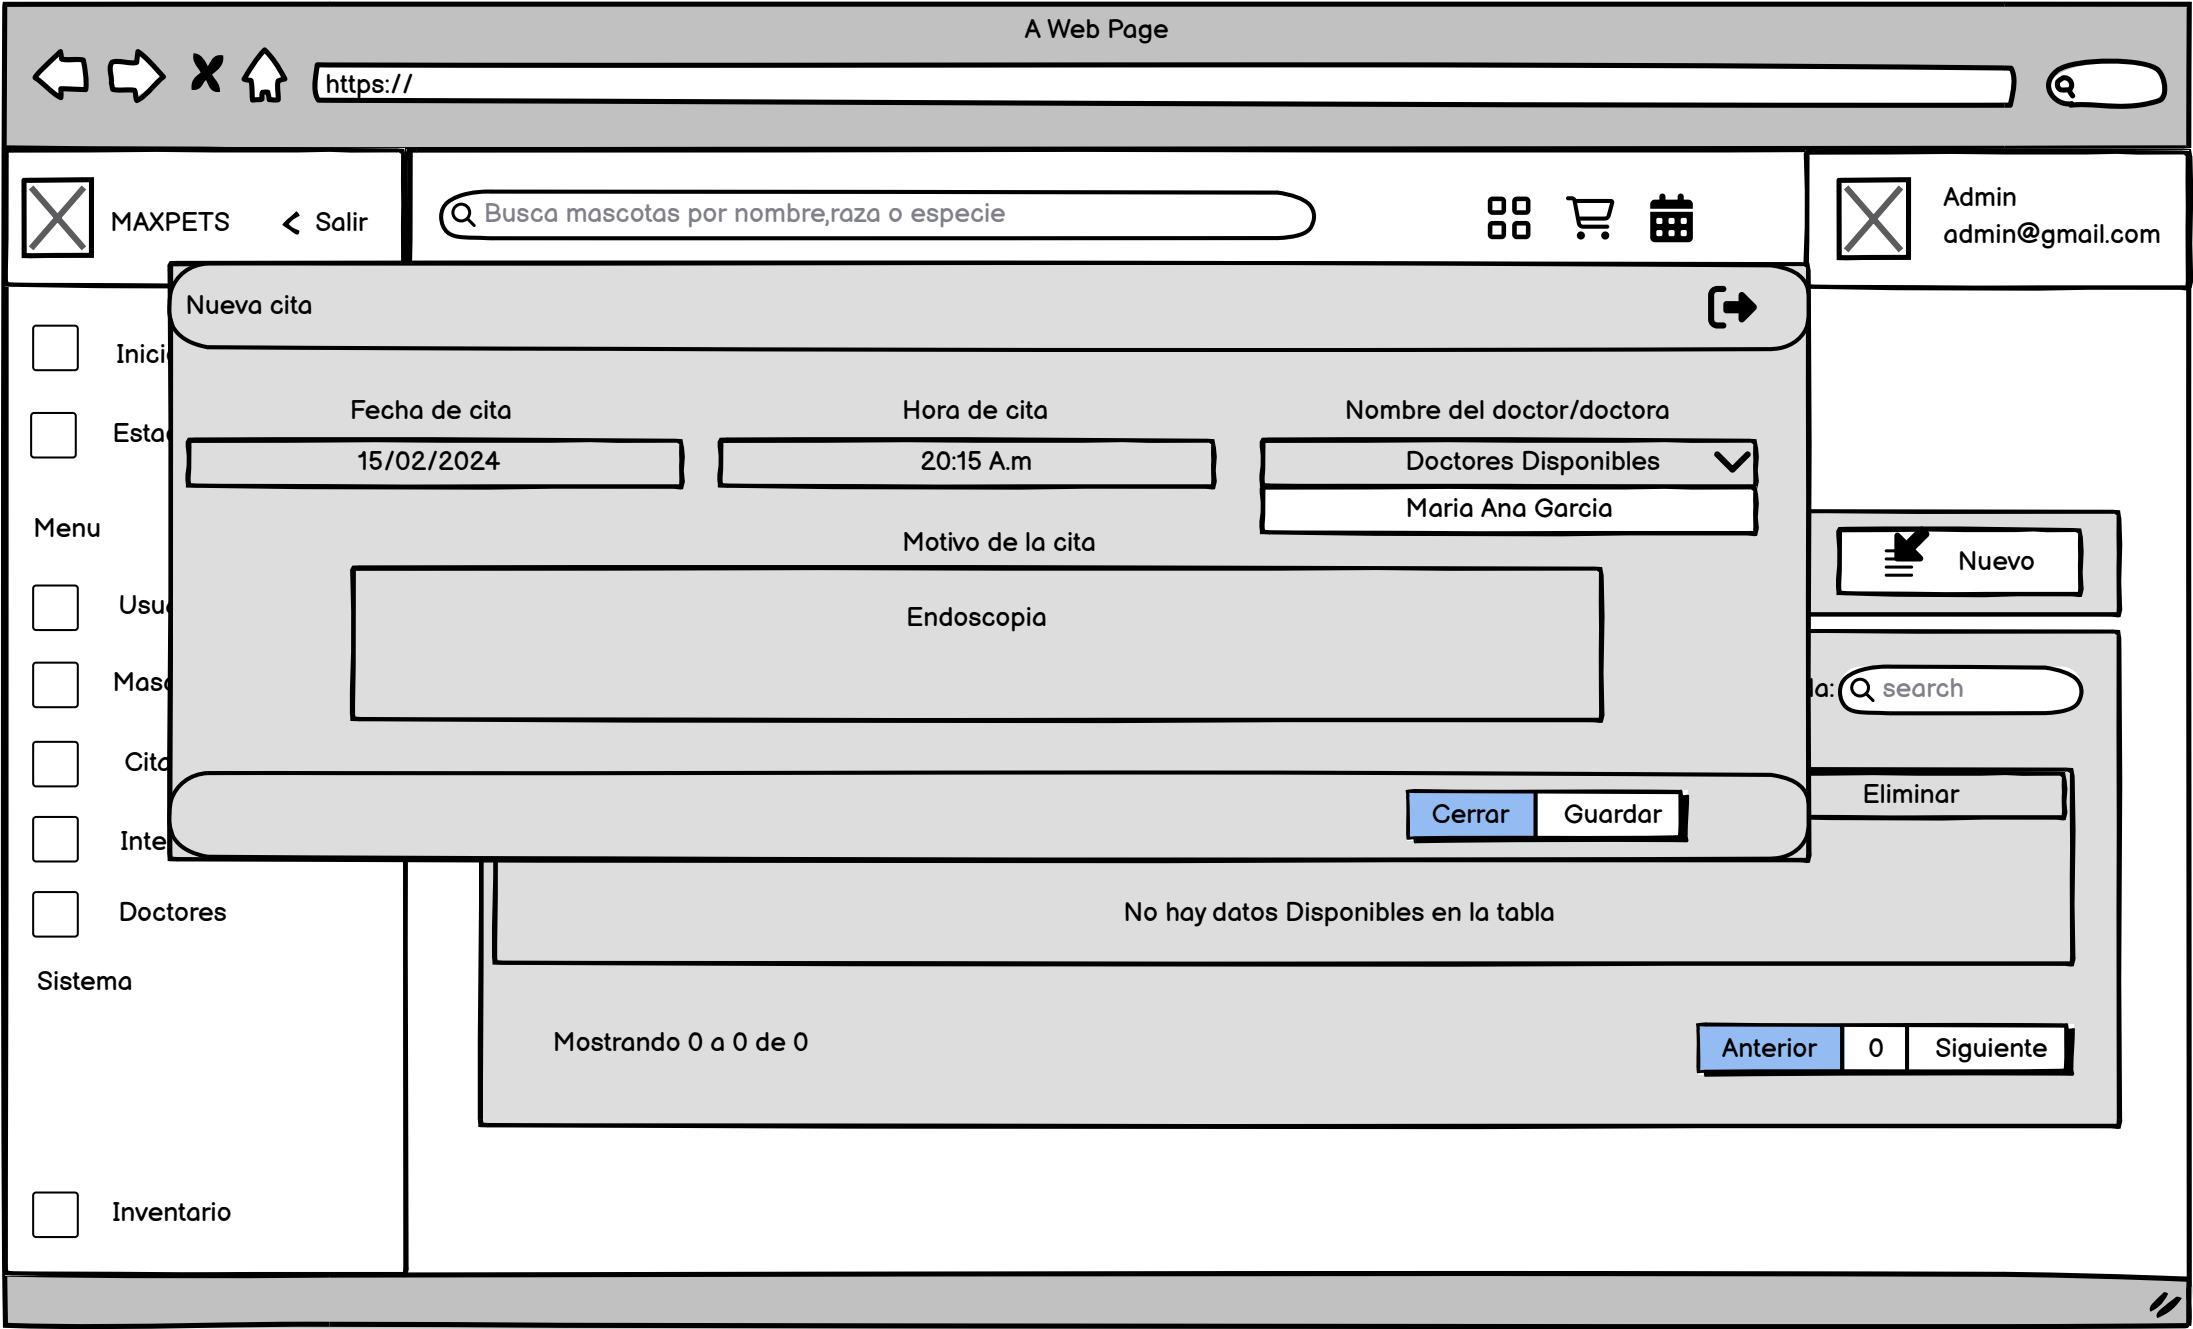 A Web Page
https://
MAXPETS
Salir
Busca mascotas por nombre,raza o especie
Admin
admin@gmail.com
Nueva cita
Inici
Esta
Menu
Usu
Masc
Cita
Inte
Doctores
Sistema
Inventario
Fecha de cita
Hora de cita
Nombre del doctor/doctora
15/02/2024
20:15 A.m
Doctores Disponibles
Maria Ana Garcia
Motivo de la cita
Endoscopia
Cerrar
Guardar
Nuevo
la:
search
Eliminar
No hay datos Disponibles en la tabla
Mostrando 0 a 0 de 0
Anterior
0
Siguiente